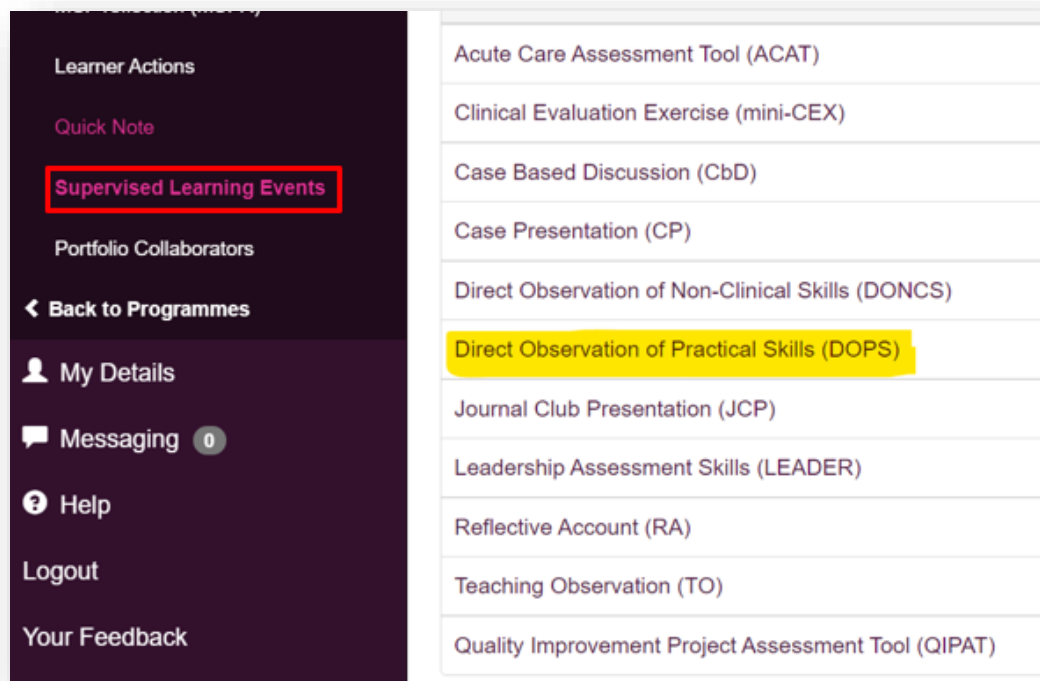 Learner Actions
Quick Note
Supervised Learning Events
Portfolio Collaborators
Back to Programmes
My Details
Messaging 0
Help
Logout
Your Feedback
Acute Care Assessment Tool (ACAT)
Clinical Evaluation Exercise (mini-CEX)
Case Based Discussion (CbD)
Case Presentation (CP)
Direct Observation of Non-Clinical Skills (DONCS)
Direct Observation of Practical Skills (DOPS)
Journal Club Presentation (JCP)
Leadership Assessment Skills (LEADER)
Reflective Account (RA)
Teaching Observation (TO)
Quality Improvement Project Assessment Tool (QIPAT)